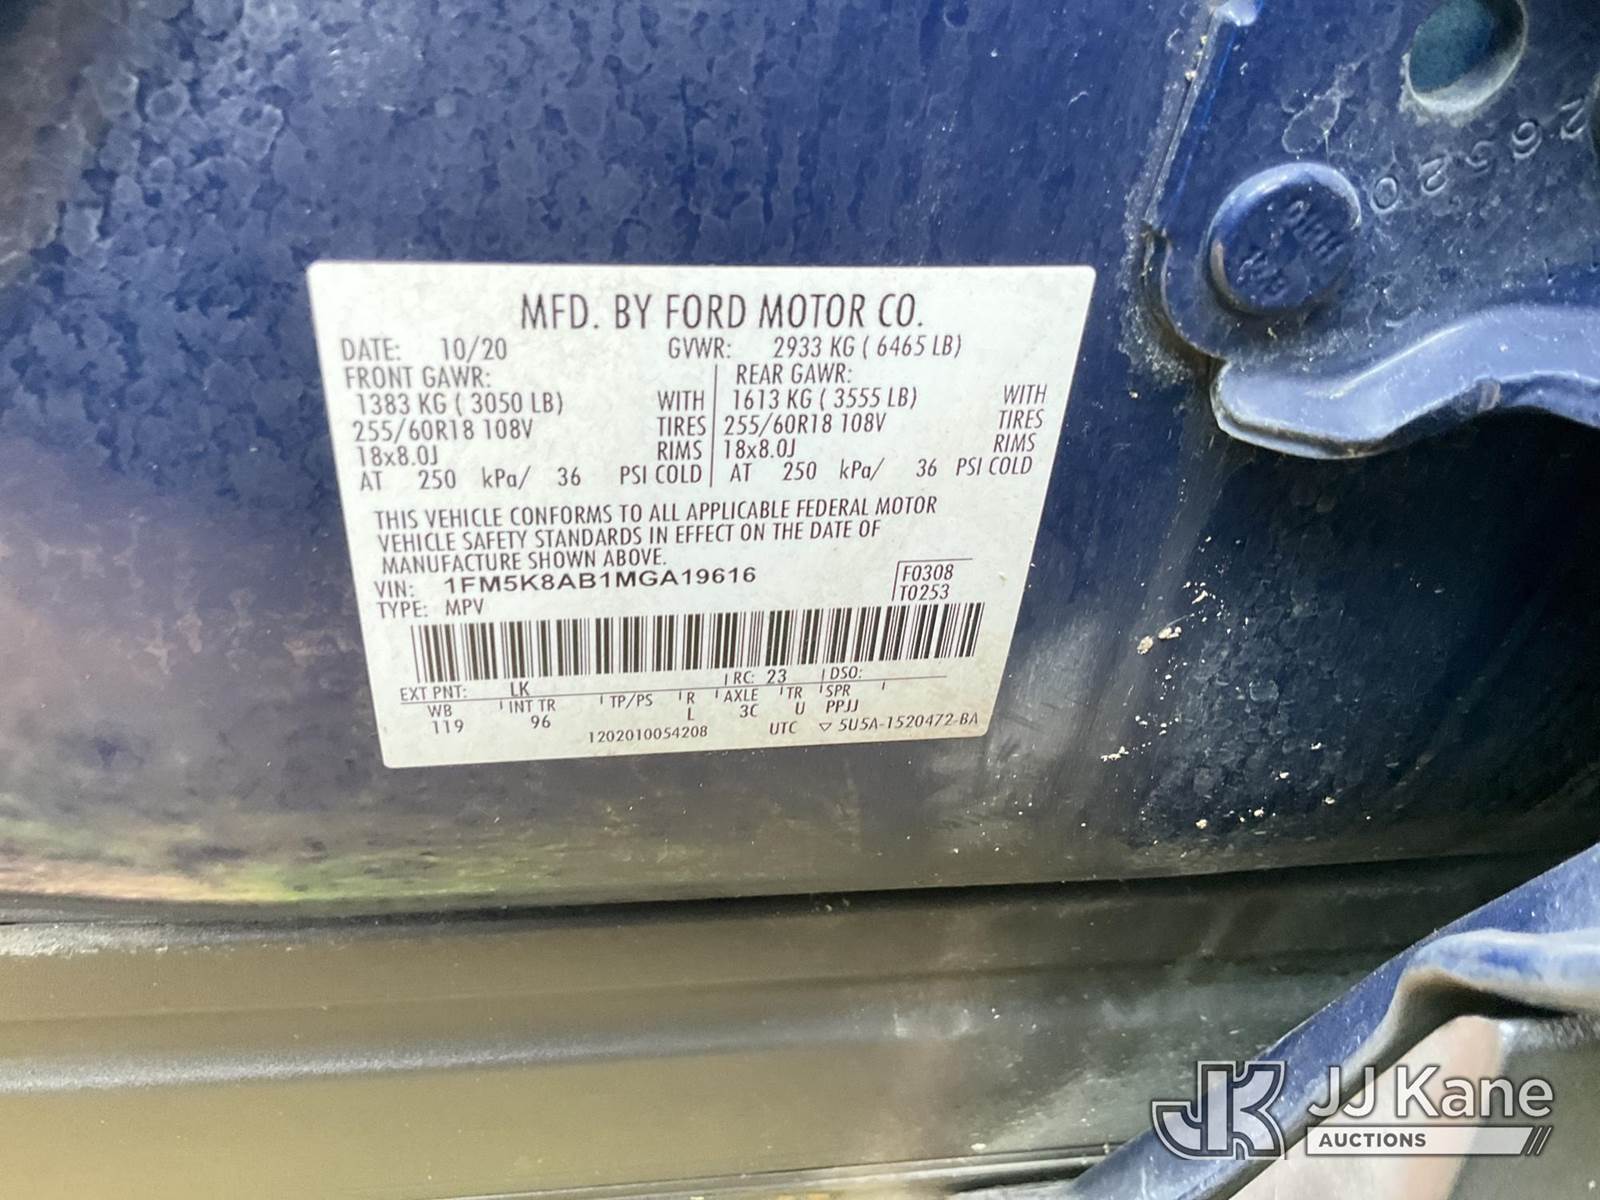 MFD. BY FORD MOTOR CO.
DATE: 10/20 GVWR: 2933 KG ( 6465 LB)
FRONT GAWR: REAR GAWR:
1383 KG ( 3050 LB) WITH 1613 KG ( 3555 LB) WITH
255/60R18 108V TIRES 255/60R18 108V TIRES
18x8.0J RIMS 18x8.0J RIMS
AT 250 kPa/ 36 PSI COLD AT 250 kPa/ 36 PSI COLD
THIS VEHICLE CONFORMS TO ALL APPLICABLE FEDERAL MOTOR
VEHICLE SAFETY STANDARDS IN EFFECT ON THE DATE OF
MANUFACTURE SHOWN ABOVE.
VIN: 1FM5K8AB1MGA19616 F0308
TYPE: MPV T0253
EXT PNT: LK RC: 23 DSO:
WB INT TR TP/PS R AXLE TR SPR
119 96 L 3C U PPJJ
1202010054208 UTC ▽ 5U5A-1520472-BA
26520
JK JJ Kane
AUCTIONS